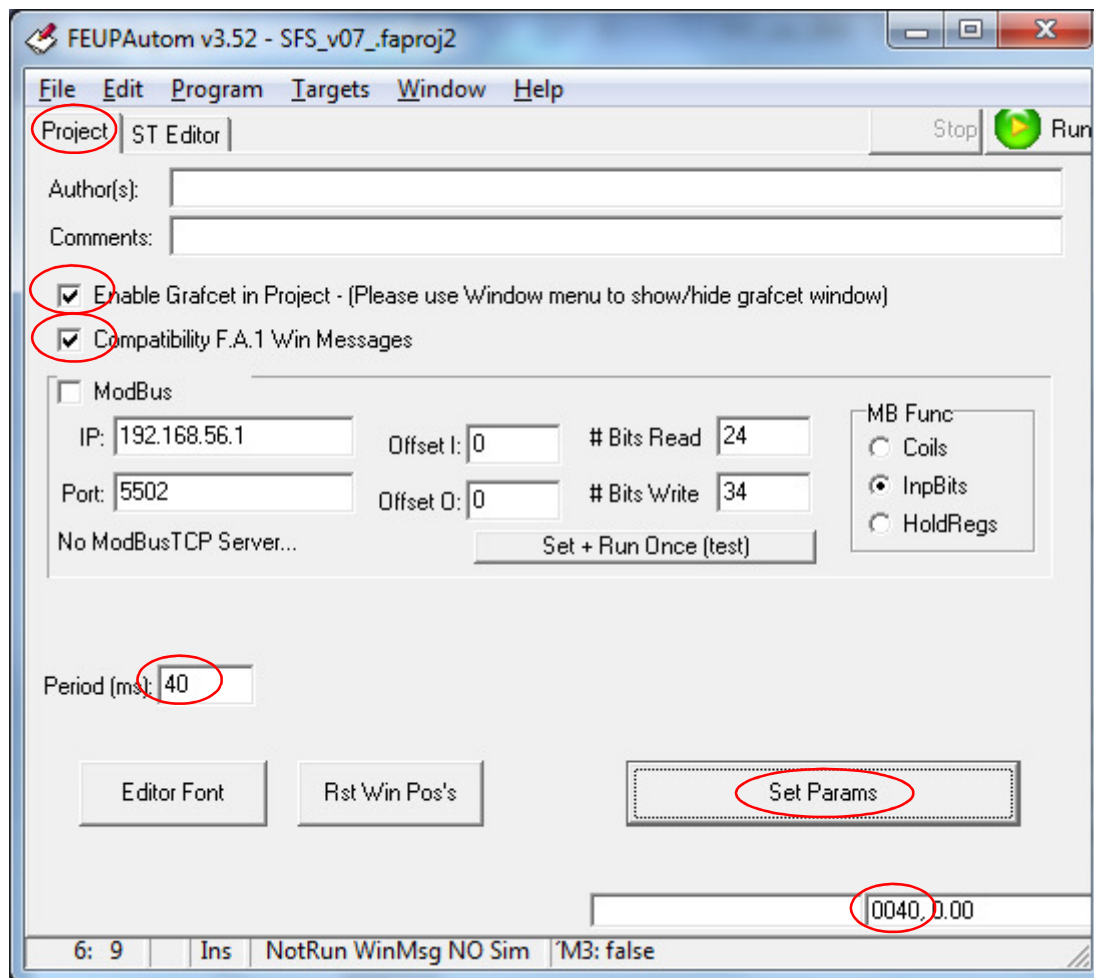 FEUPAutom v3.52 - SFS_v07_.faproj2
File Edit Program Targets Window Help
Project ST Editor Stop Run
Author(s):
Comments:
Enable Grafcet in Project - (Please use Window menu to show/hide grafcet window)
Compatibility F.A.1 Win Messages
ModBus
IP: 192.168.56.1 Offset I: 0 # Bits Read 24
Port: 5502 Offset O: 0 # Bits Write 34
No ModBusTCP Server... Set + Run Once (test)
MB Func
Coils
InpBits
HoldRegs
Period (ms): 40
Editor Font Rst Win Pos's Set Params
0040, 0.00
6: 9 Ins NotRun WinMsg NO Sim ˜M3: false